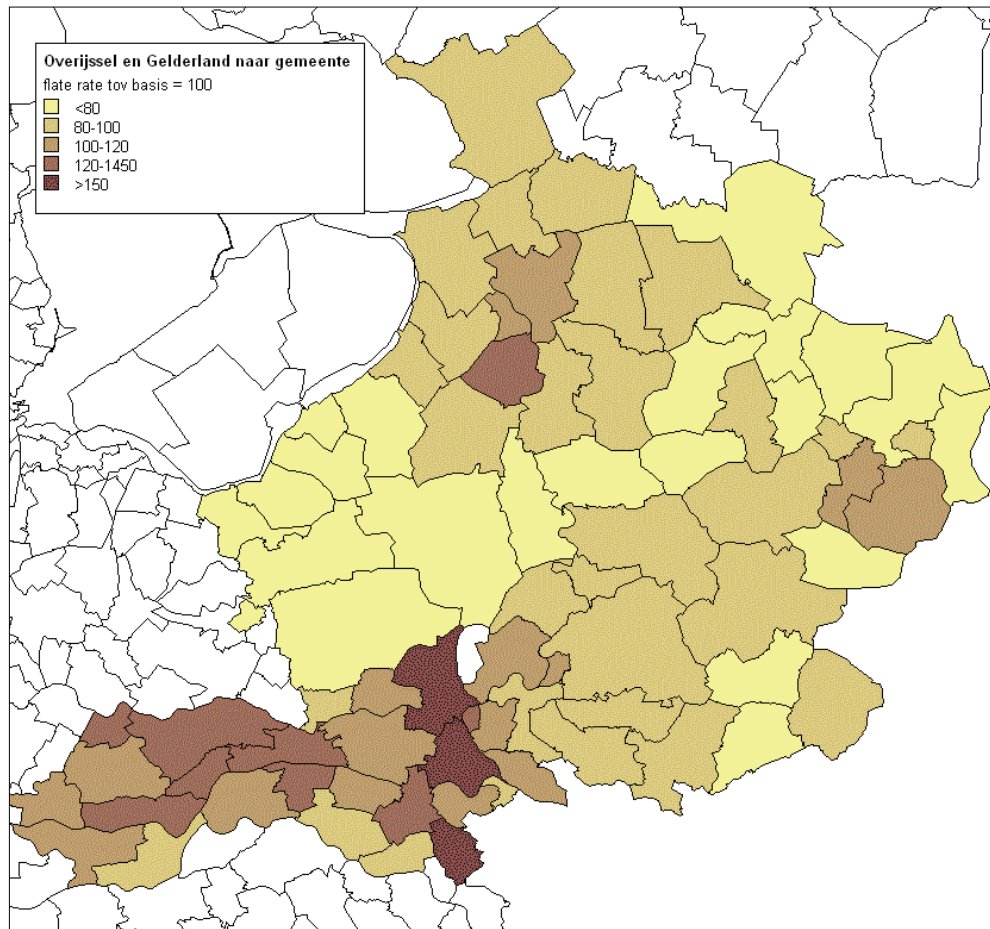 Overijssel en Gelderland naar gemeente
flate rate tov basis = 100
<80
80-100
100-120
120-1450
>150